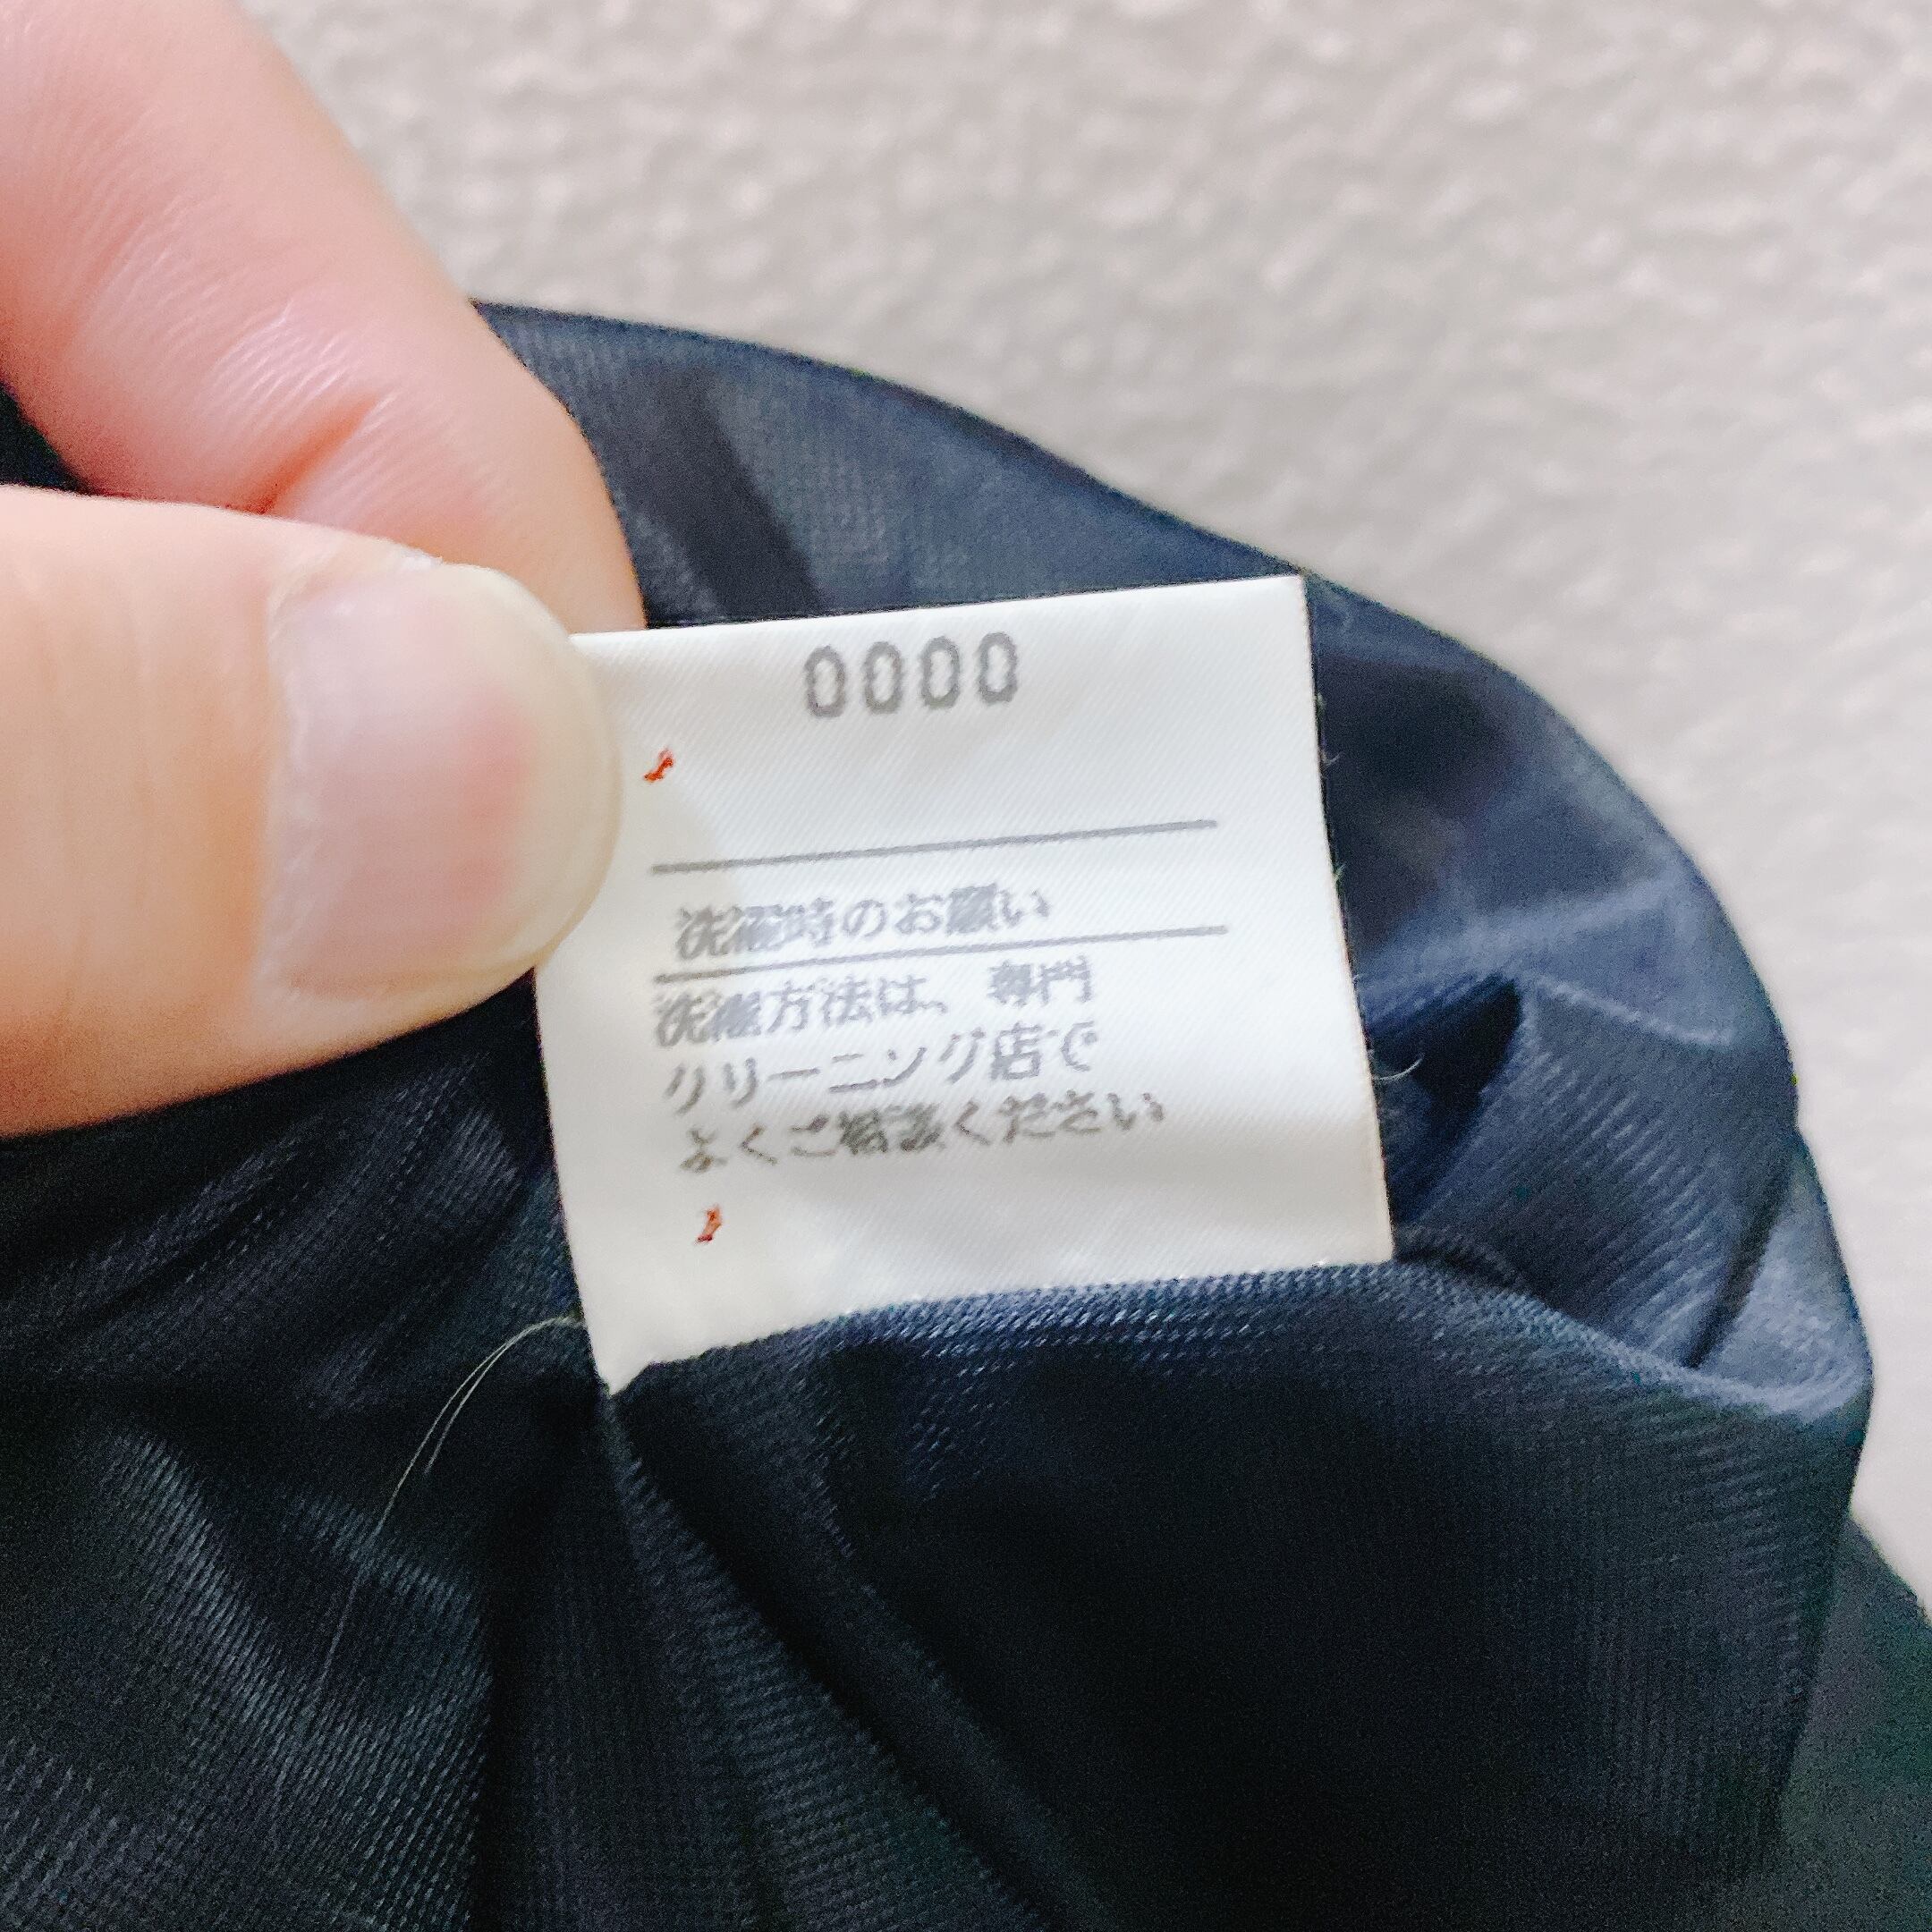 0000
洗濯時のお願い
洗濯方法は、専門
クリーニング店で
よくご相談ください